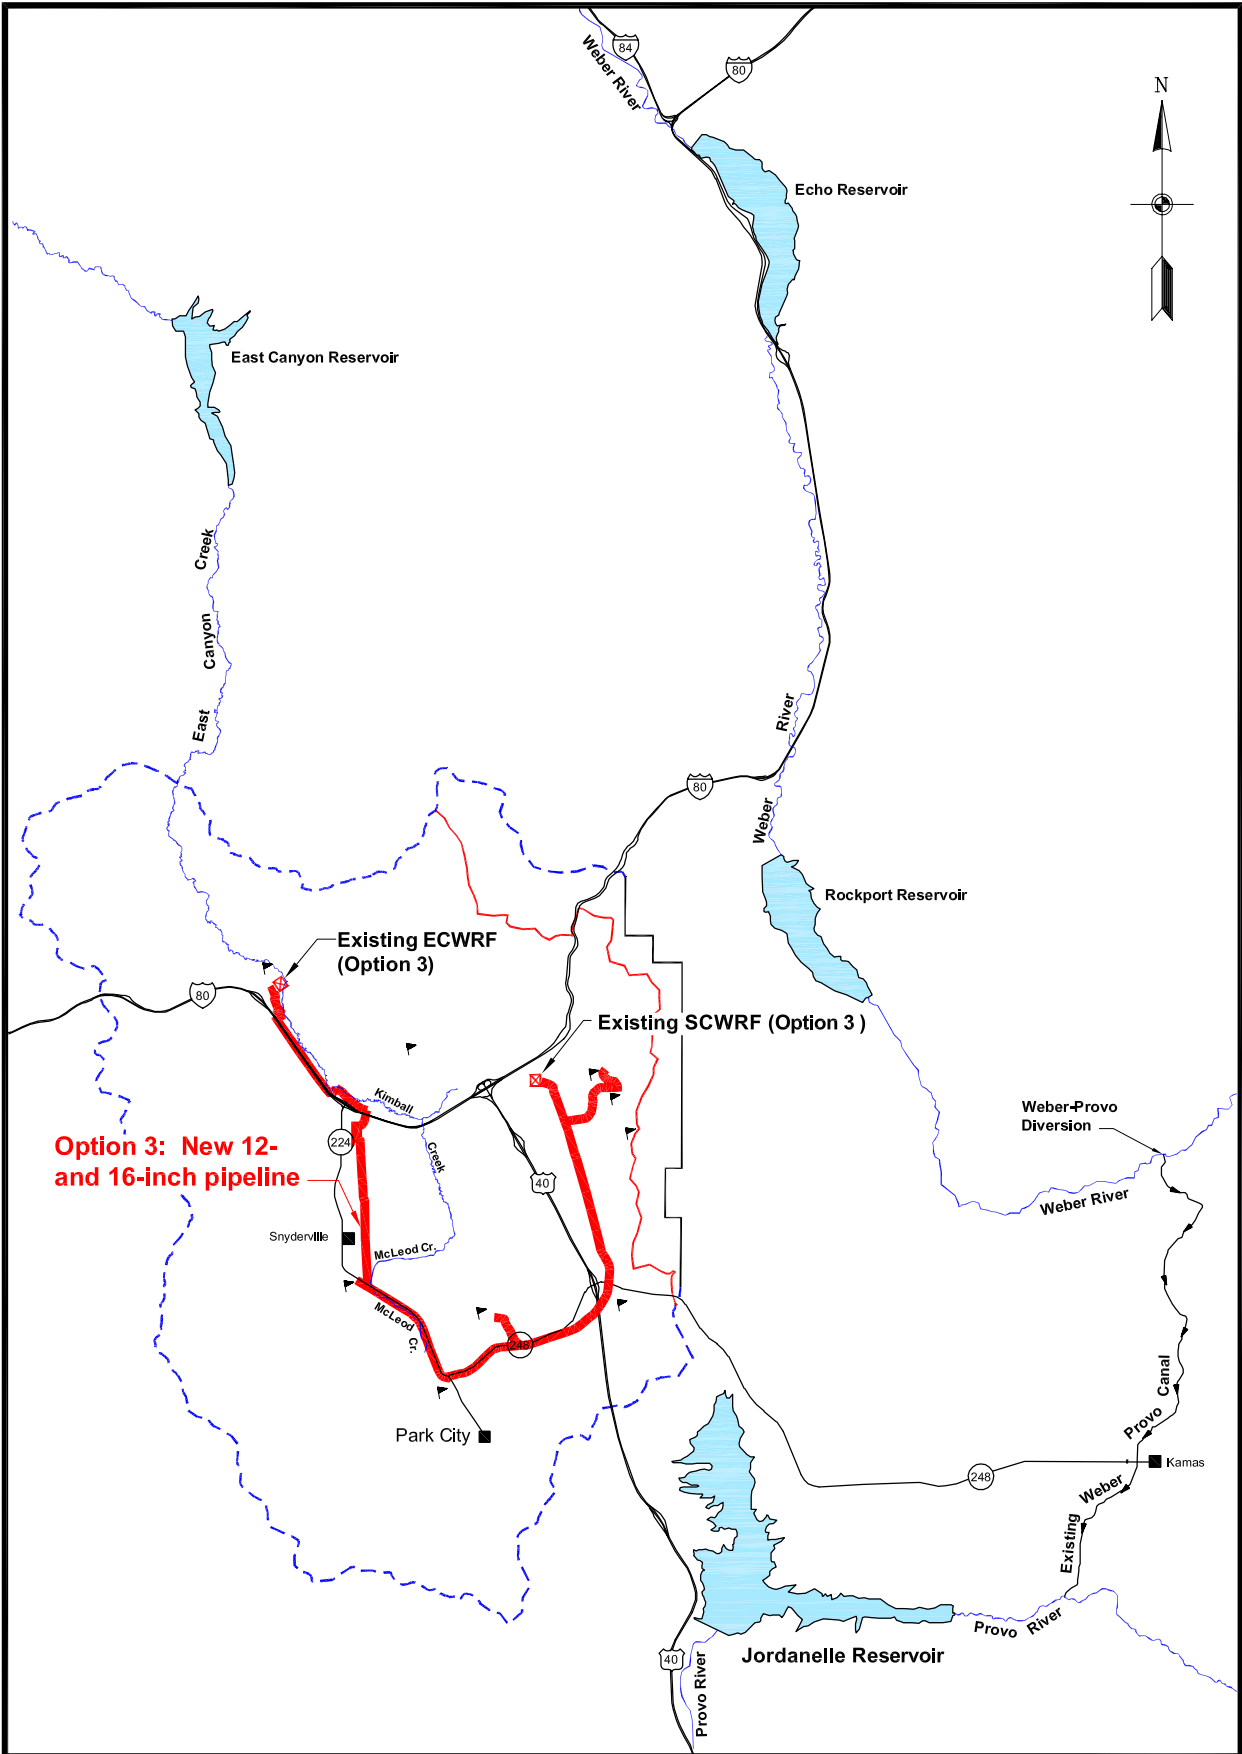 84
80
Weber River
N
Echo Reservoir
East Canyon Reservoir
East Canyon Creek
Weber River
80
Rockport Reservoir
Existing ECWRF
(Option 3)
80
Existing SCWRF (Option 3 )
Kimball
Creek
Weber-Provo
Diversion
224
Option 3: New 12-
and 16-inch pipeline
40
Weber River
Snyderville
McLeod Cr.
McLeod
Cr.
248
Park City
Existing Weber Provo Canal
248
Kamas
Provo River
Jordanelle Reservoir
40
Provo River